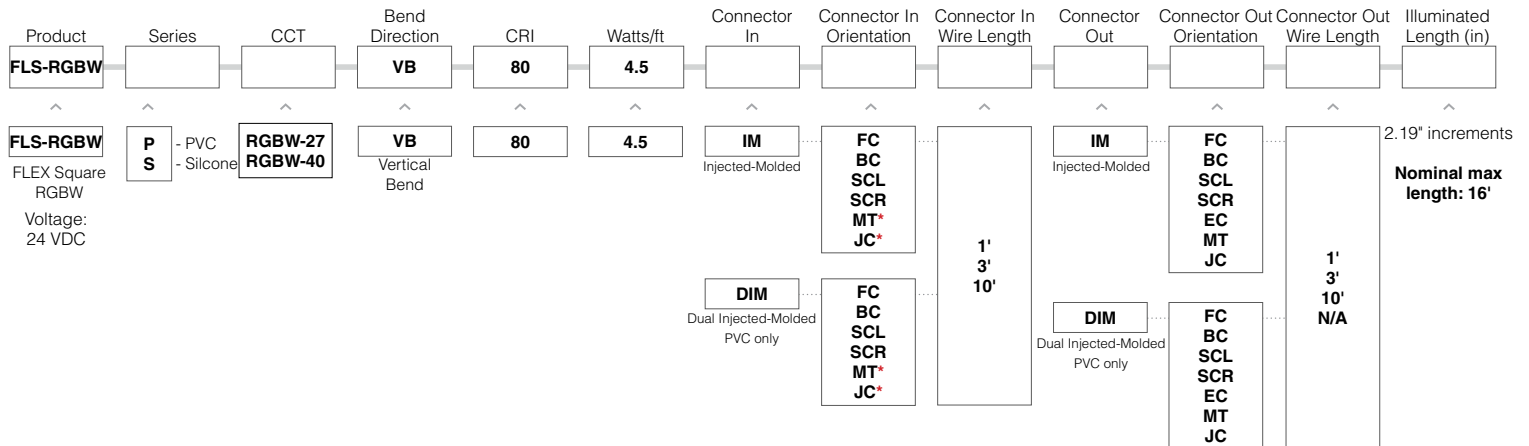 Product
Series
CCT
Bend
Direction
CRI
Watts/ft
Connector
In
Connector In
Orientation
Connector In
Wire Length
Connector
Out
Connector Out
Orientation
Connector Out
Wire Length
Illuminated
Length (in)
FLS-RGBW
VB
80
4.5
FLS-RGBW
FLEX Square
RGBW
Voltage:
24 VDC
P - PVC
S - Silcone
RGBW-27
RGBW-40
VB
Vertical
Bend
80
4.5
IM
Injected-Molded
FC
BC
SCL
SCR
MT*
JC*
DIM
Dual Injected-Molded
PVC only
FC
BC
SCL
SCR
MT*
JC*
1'
3'
10'
IM
Injected-Molded
FC
BC
SCL
SCR
EC
MT
JC
DIM
Dual Injected-Molded
PVC only
FC
BC
SCL
SCR
EC
MT
JC
1'
3'
10'
N/A
2.19" increments
Nominal max
length: 16'